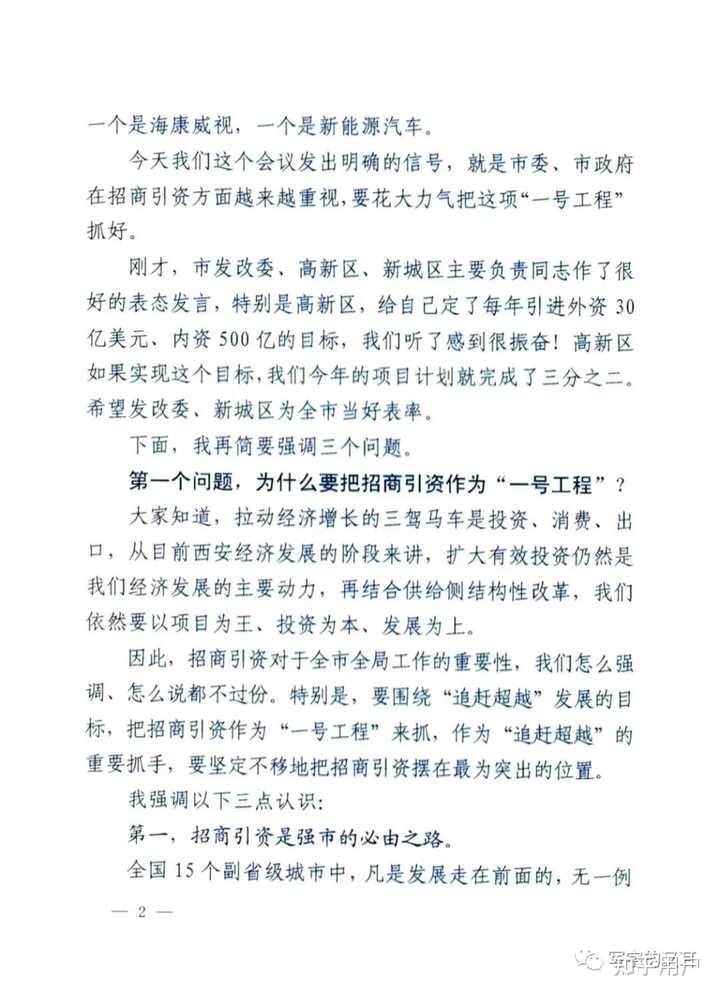 一个是海康威视，一个是新能源汽车。
今天我们这个会议发出明确的信号，就是市委、市政府
在招商引资方面越来越重视，要花大力气把这项“一号工程”
抓好。
刚才，市发改委、高新区、新城区主要负责同志作了很
好的表态发言，特别是高新区，给自己定了每年引进外资 30
亿美元、内资 500 亿的目标，我们听了感到很振奋！高新区
如果实现这个目标，我们今年的项目计划就完成了三分之二。
希望发改委、新城区为全市当好表率。
下面，我再简要强调三个问题。
第一个问题，为什么要把招商引资作为“一号工程”？
大家知道，拉动经济增长的三驾马车是投资、消费、出
口，从目前西安经济发展的阶段来讲，扩大有效投资仍然是
我们经济发展的主要动力，再结合供给侧结构性改革，我们
依然要以项目为王、投资为本、发展为上。
因此，招商引资对于全市全局工作的重要性，我们怎么强
调、怎么说都不过份。特别是，要围绕“追赶超越”发展的目
标，把招商引资作为“一号工程”来抓，作为“追赶超越”的
重要抓手，要坚定不移地把招商引资摆在最为突出的位置。
我强调以下三点认识：
第一，招商引资是强市的必由之路。
全国 15 个副省级城市中，凡是发展走在前面的，无一例
— 2 —
知乎用户